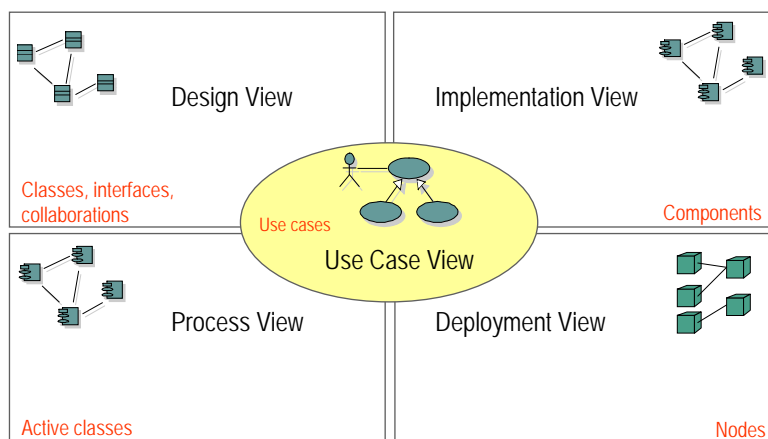 Design View
Implementation View
Classes, interfaces,
collaborations
Components
Use cases
Use Case View
Process View
Deployment View
Active classes
Nodes